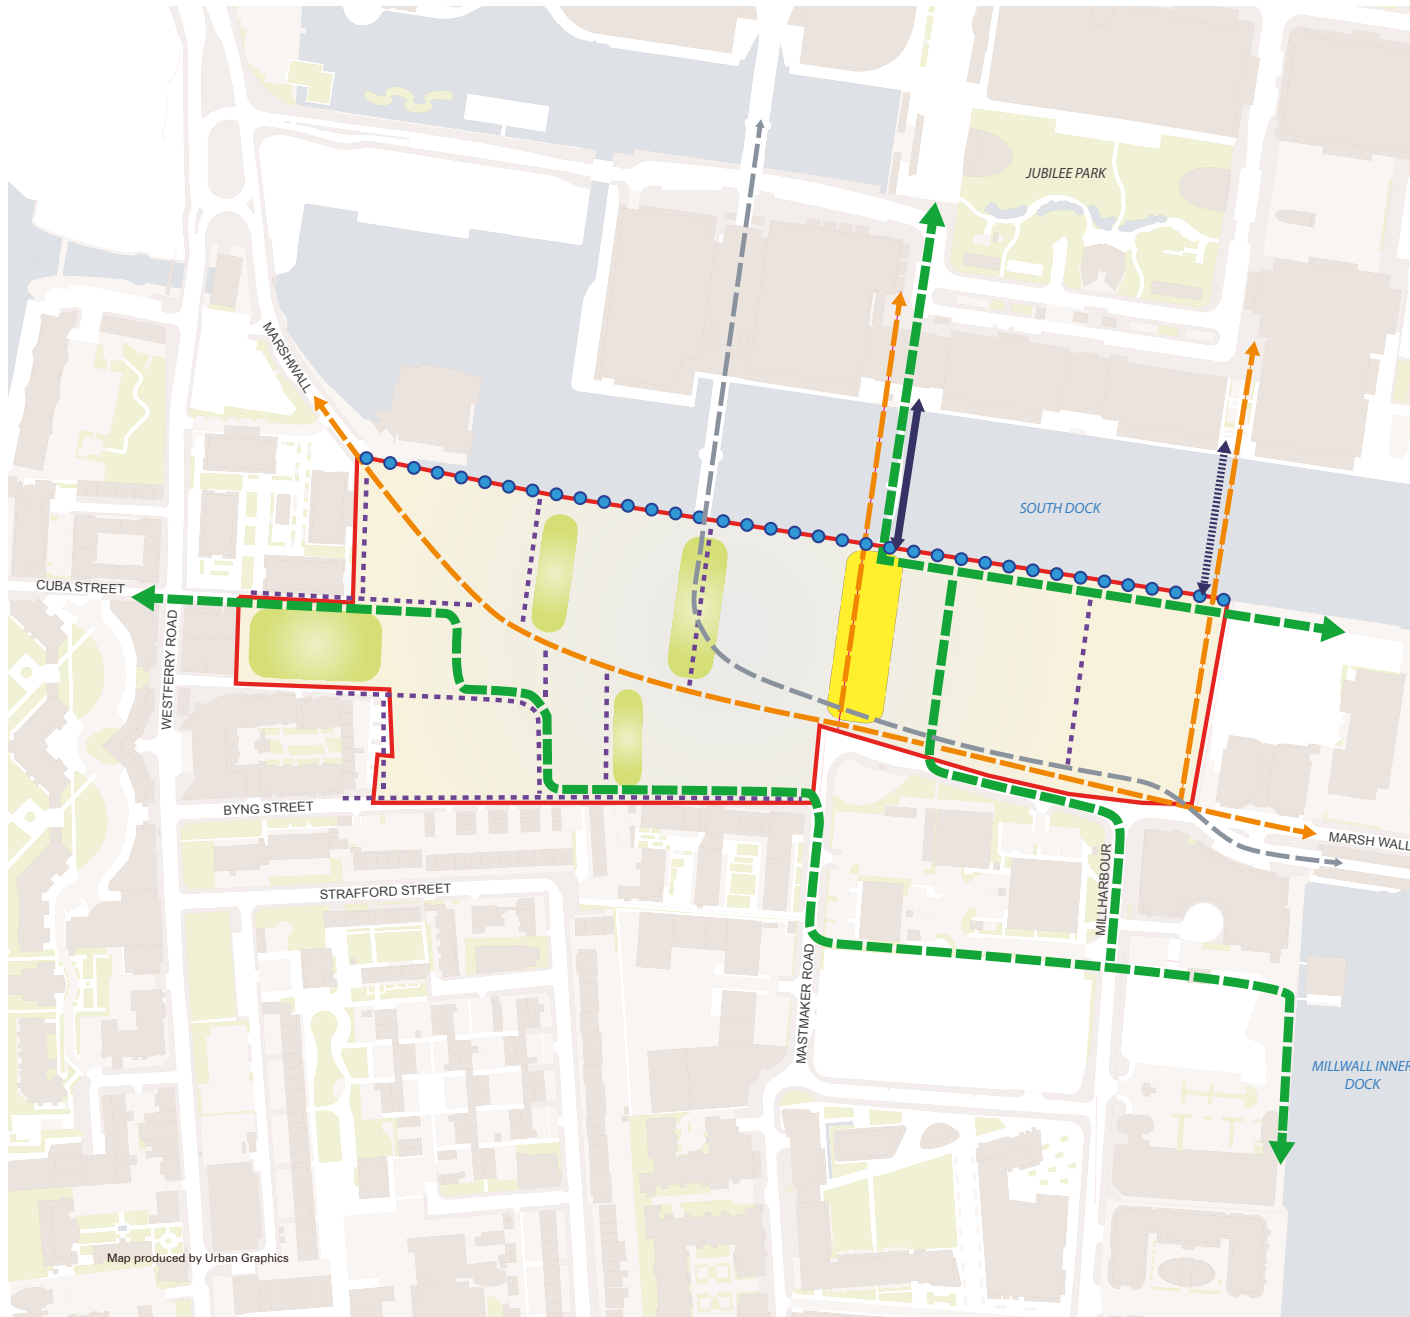 JUBILEE PARK
MARSHWALL
SOUTH DOCK
CUBA STREET
WESTFERRY ROAD
BYNG STREET
MARSH WALL
STRAFFORD STREET
MILLHARBOUR
MASTMAKER ROAD
MILLWALL INNER
DOCK
Map produced by Urban Graphics